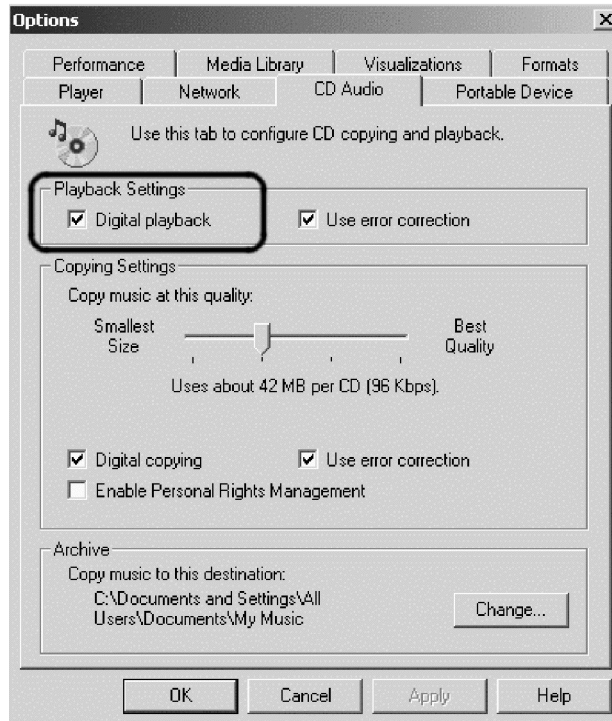 Options
Performance Media Library Visualizations Formats
Player Network CD Audio Portable Device
Use this tab to configure CD copying and playback.
Playback Settings
Digital playback Use error correction
Copying Settings
Copy music at this quality:
Smallest Best
Size Quality
Uses about 42 MB per CD (96 Kbps).
Digital copying Use error correction
Enable Personal Rights Management
Archive
Copy music to this destination:
C:\Documents and Settings\All
Users\Documents\My Music
Change...
OK Cancel Apply Help